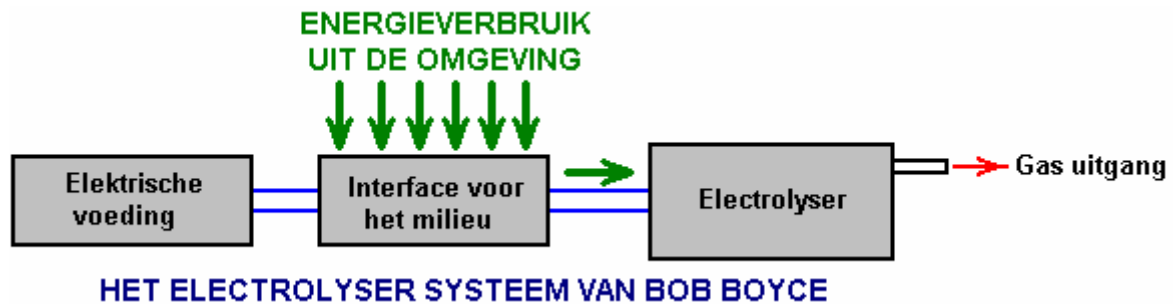 ENERGIEVERBRUIK
UIT DE OMGEVING
Elektrische
voeding
Interface voor
het milieu
Electrolyser
Gas uitgang
HET ELECTROLYSER SYSTEEM VAN BOB BOYCE